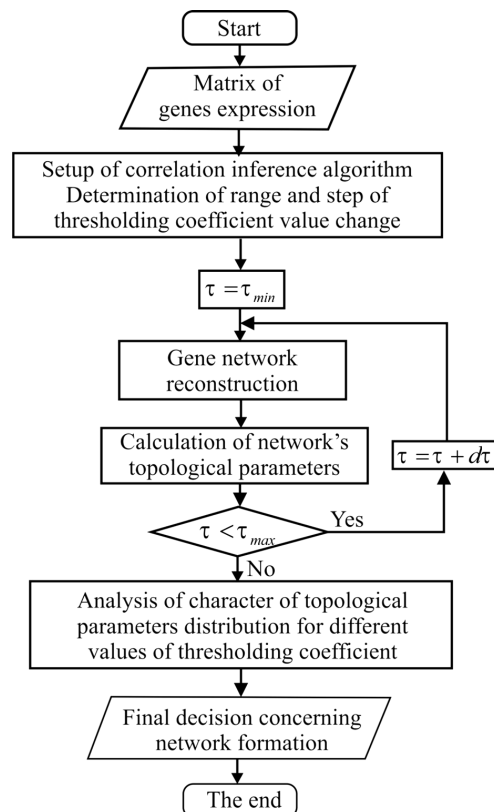 Start
Matrix of
genes expression
Setup of correlation inference algorithm
Determination of range and step of
thresholding coefficient value change
τ = τmin
Gene network
reconstruction
Calculation of network's
topological parameters
τ = τ + dτ
τ < τmax
Yes
No
Analysis of character of topological
parameters distribution for different
values of thresholding coefficient
Final decision concerning
network formation
The end